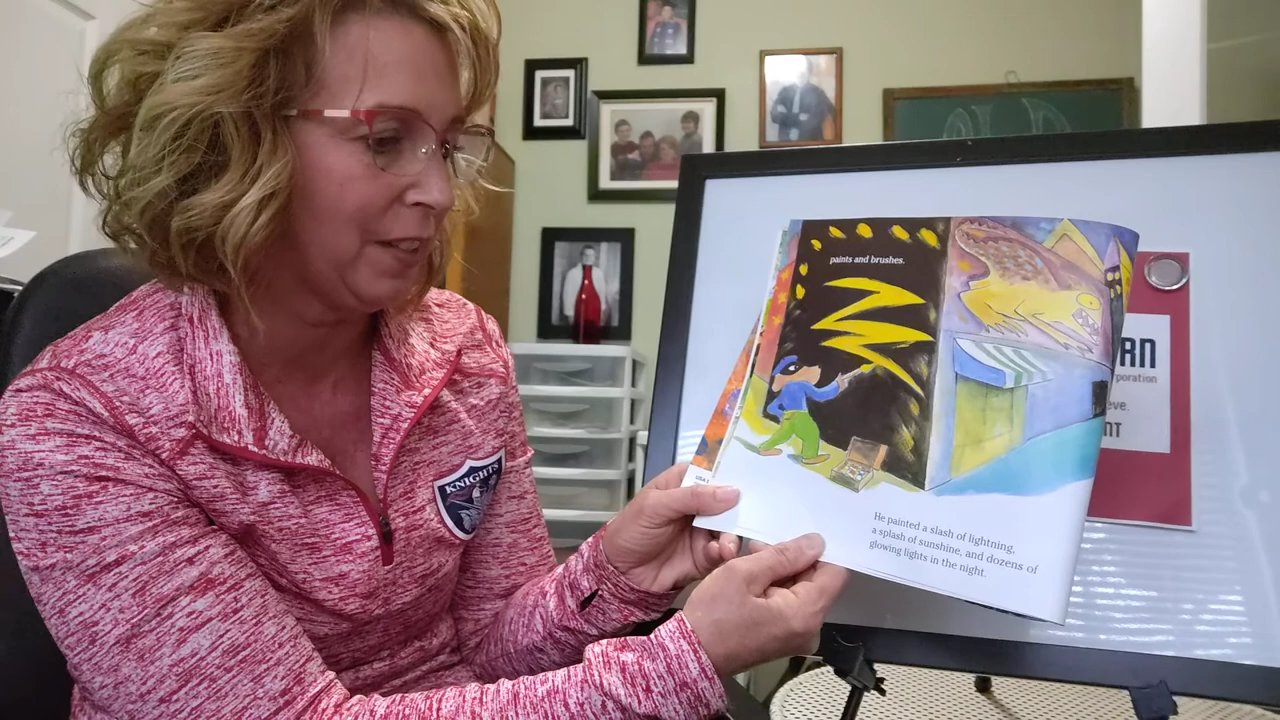 paints and brushes.
He painted a slash of lightning,
a splash of sunshine, and dozens of
glowing lights in the night.
KNIGHTS
RN
poration
eve.
NT